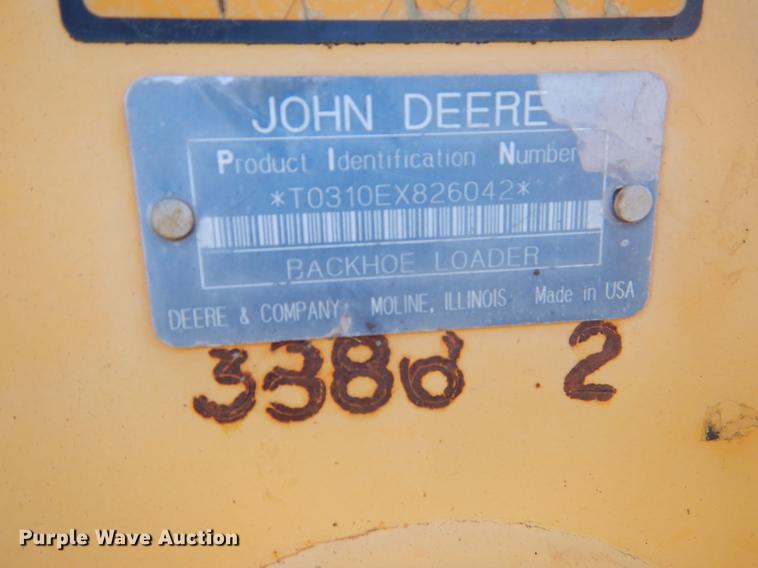 JOHN DEERE
Product Identification Number
*T0310EX826042*
BACKHOE LOADER
DEERE & COMPANY MOLINE, ILLINOIS Made in USA
338d 2
Purple Wave Auction